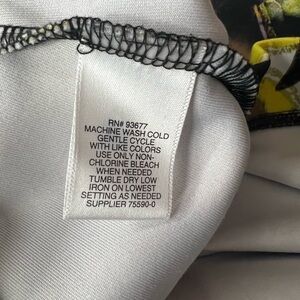 RN# 93677
MACHINE WASH COLD
GENTLE CYCLE
WITH LIKE COLORS
USE ONLY NON-
CHLORINE BLEACH
WHEN NEEDED
TUMBLE DRY LOW
IRON ON LOWEST
SETTING AS NEEDED
SUPPLIER 75590-0